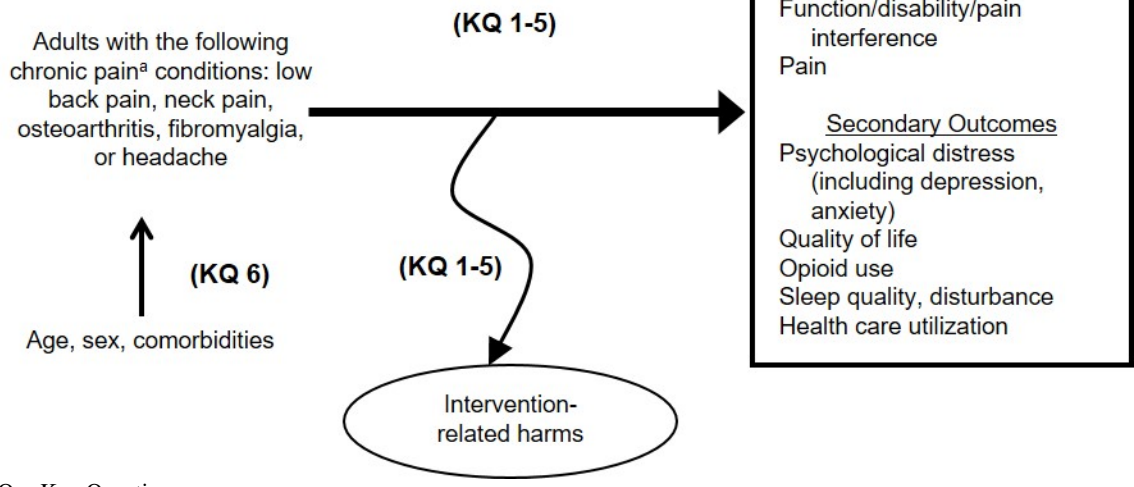 (KQ 1-5)
Adults with the following
chronic painᵃ conditions: low
back pain, neck pain,
osteoarthritis, fibromyalgia,
or headache
Function/disability/pain
interference
Pain
Secondary Outcomes
Psychological distress
(including depression,
anxiety)
Quality of life
Opioid use
Sleep quality, disturbance
Health care utilization
(KQ 6)
(KQ 1-5)
Age, sex, comorbidities
Intervention-
related harms